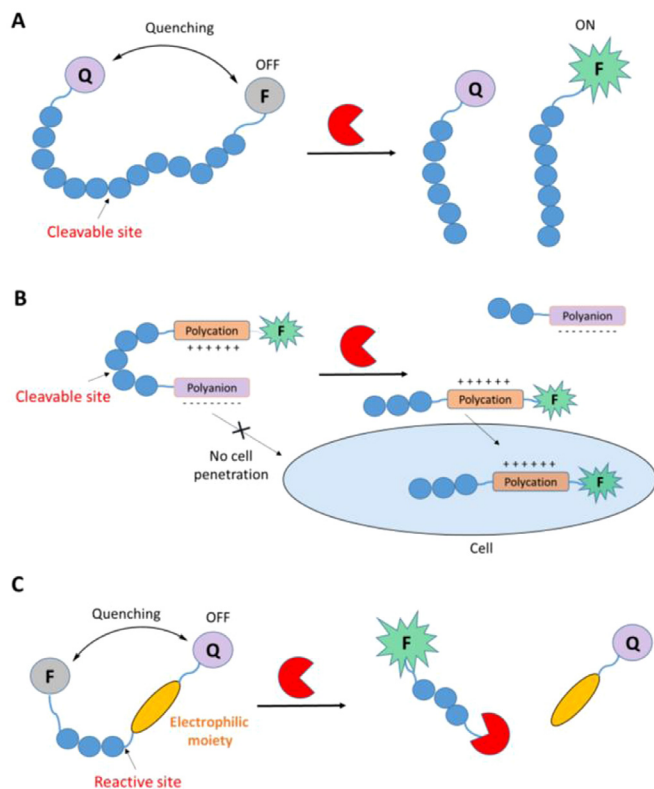 A
Quenching
OFF
ON
Q
F
Q
F
Cleavable site
B
Polycation
F
++++++
Polyanion
-------
Cleavable site
No cell
penetration
Polyanion
-------
++++++
Polycation
F
++++++
Polycation
F
Cell
C
Quenching
OFF
Q
F
Electrophilic
moiety
Reactive site
F
Q